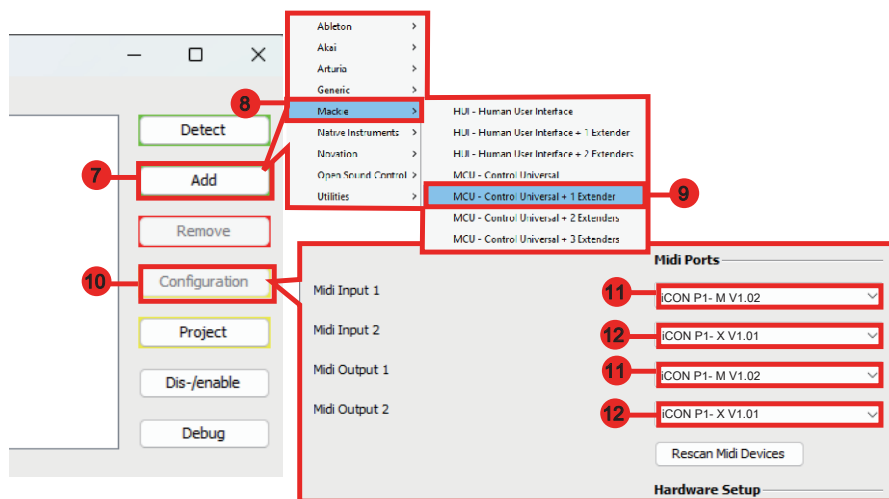 Ableton >
Akai >
Arturia >
Generic >
8
Mackie >
Native Instruments >
Novation >
Open Sound Control >
Utilities >
HUI - Human User Interface
HUI - Human User Interface + 1 Extender
HUI - Human User Interface + 2 Extenders
MCU - Control Universal
MCU - Control Universal + 1 Extender
9
MCU - Control Universal + 2 Extenders
MCU - Control Universal + 3 Extenders
Detect
7
Add
Remove
10
Configuration
Project
Dis-/enable
Debug
Midi Ports
Midi Input 1
11
iCON P1- M V1.02
Midi Input 2
12
iCON P1- X V1.01
Midi Output 1
11
iCON P1- M V1.02
Midi Output 2
12
iCON P1- X V1.01
Rescan Midi Devices
Hardware Setup